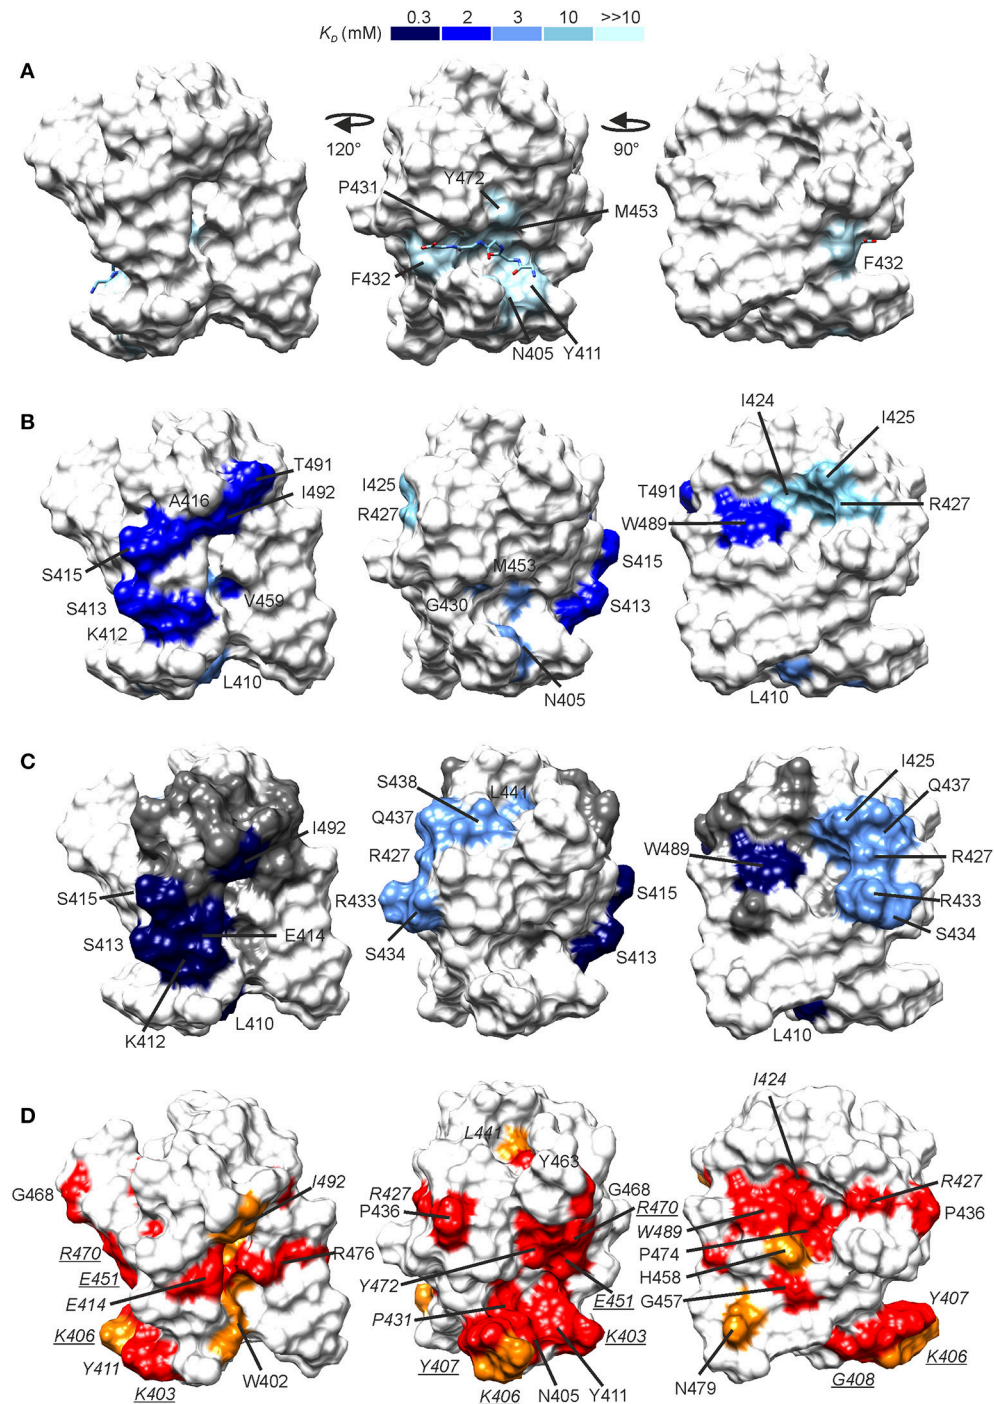 K_D (mM) 0.3 2 3 10 >>10
A
120°
90°
P431 Y472 M453
F432 F432
N405 Y411
B
I424 I425
T491 I425 T491
A416 I492 R427 R427
W489
S415 M453 S415
S413 V459 G430 S413
K412
L410 N405 L410
C
S438 L441 I425
Q437 Q437
I492 R427 W489 R427
S415 R433 S415 R433
S413 E414 S434 S413 S434
K412 L410 L410
D
I424
L441 Y463
G468 I492 R427 G468 R427
P436 R470 W489 P436
R470 R476 P474
E451 Y472 H458
E414 P431 E451 G457 Y407
K406 K403
Y411 W402 Y407 K406
K403 K406 N405 Y411 N479 G408